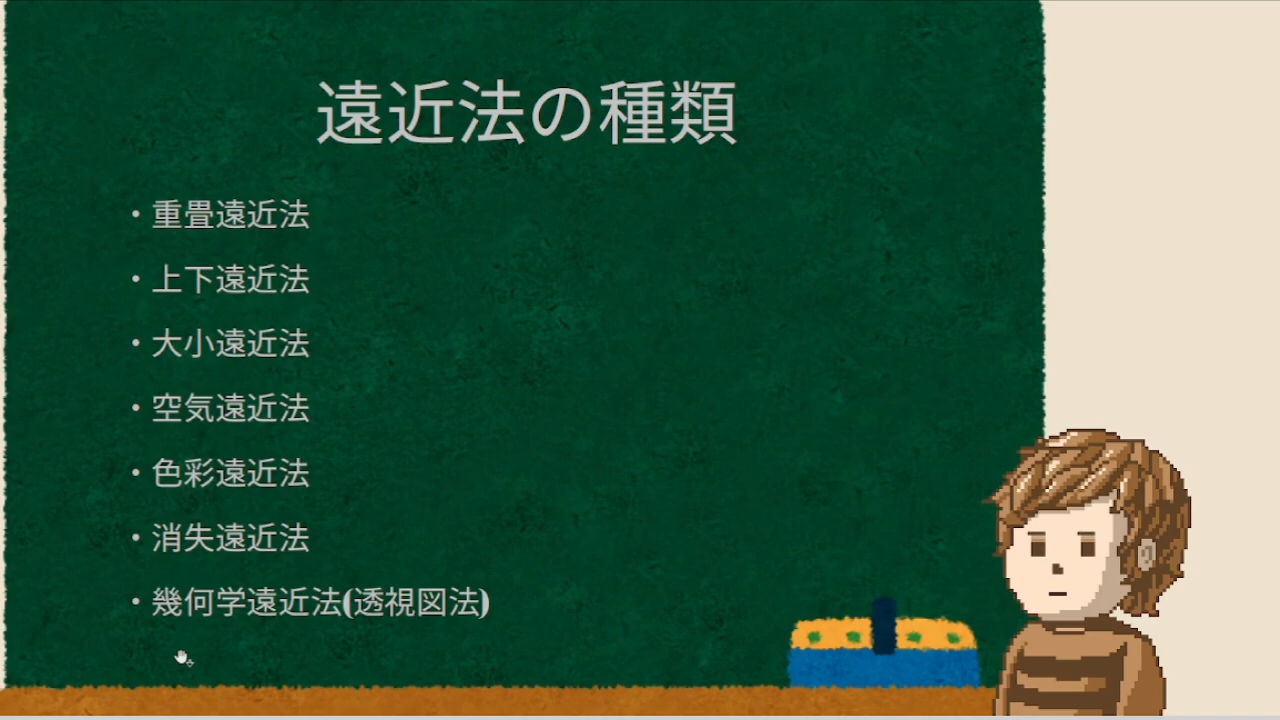 遠近法の種類
・重畳遠近法
・上下遠近法
・大小遠近法
・空気遠近法
・色彩遠近法
・消失遠近法
・幾何学遠近法(透視図法)